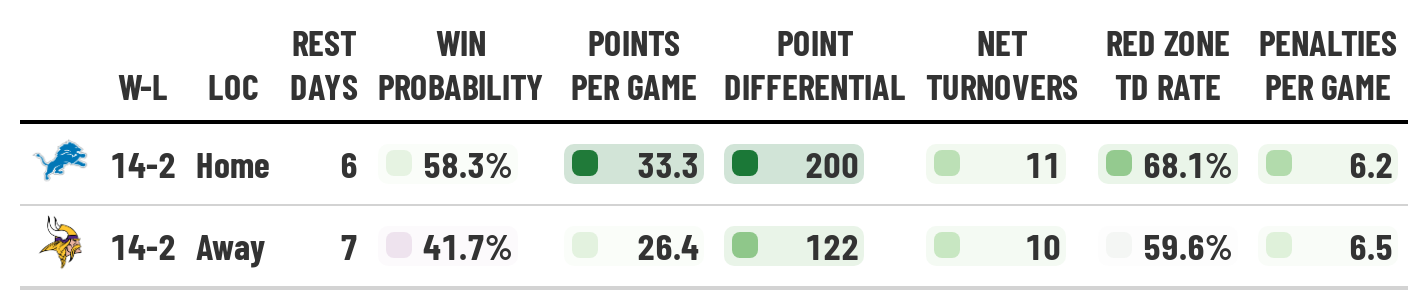 W-L LOC REST DAYS WIN PROBABILITY POINTS PER GAME POINT DIFFERENTIAL NET TURNOVERS RED ZONE TD RATE PENALTIES PER GAME
14-2 Home 6 58.3% 33.3 200 11 68.1% 6.2
14-2 Away 7 41.7% 26.4 122 10 59.6% 6.5